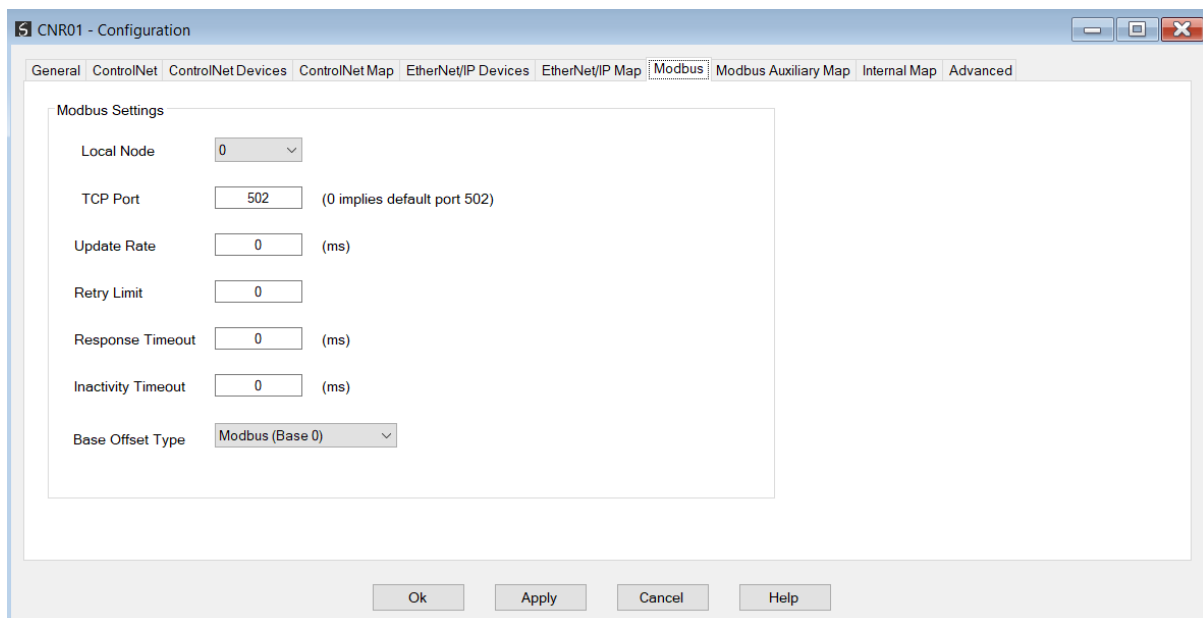 CNR01 - Configuration
General ControlNet ControlNet Devices ControlNet Map EtherNet/IP Devices EtherNet/IP Map Modbus Modbus Auxiliary Map Internal Map Advanced
Modbus Settings
Local Node 0
TCP Port 502 (0 implies default port 502)
Update Rate 0 (ms)
Retry Limit 0
Response Timeout 0 (ms)
Inactivity Timeout 0 (ms)
Base Offset Type Modbus (Base 0)
Ok Apply Cancel Help